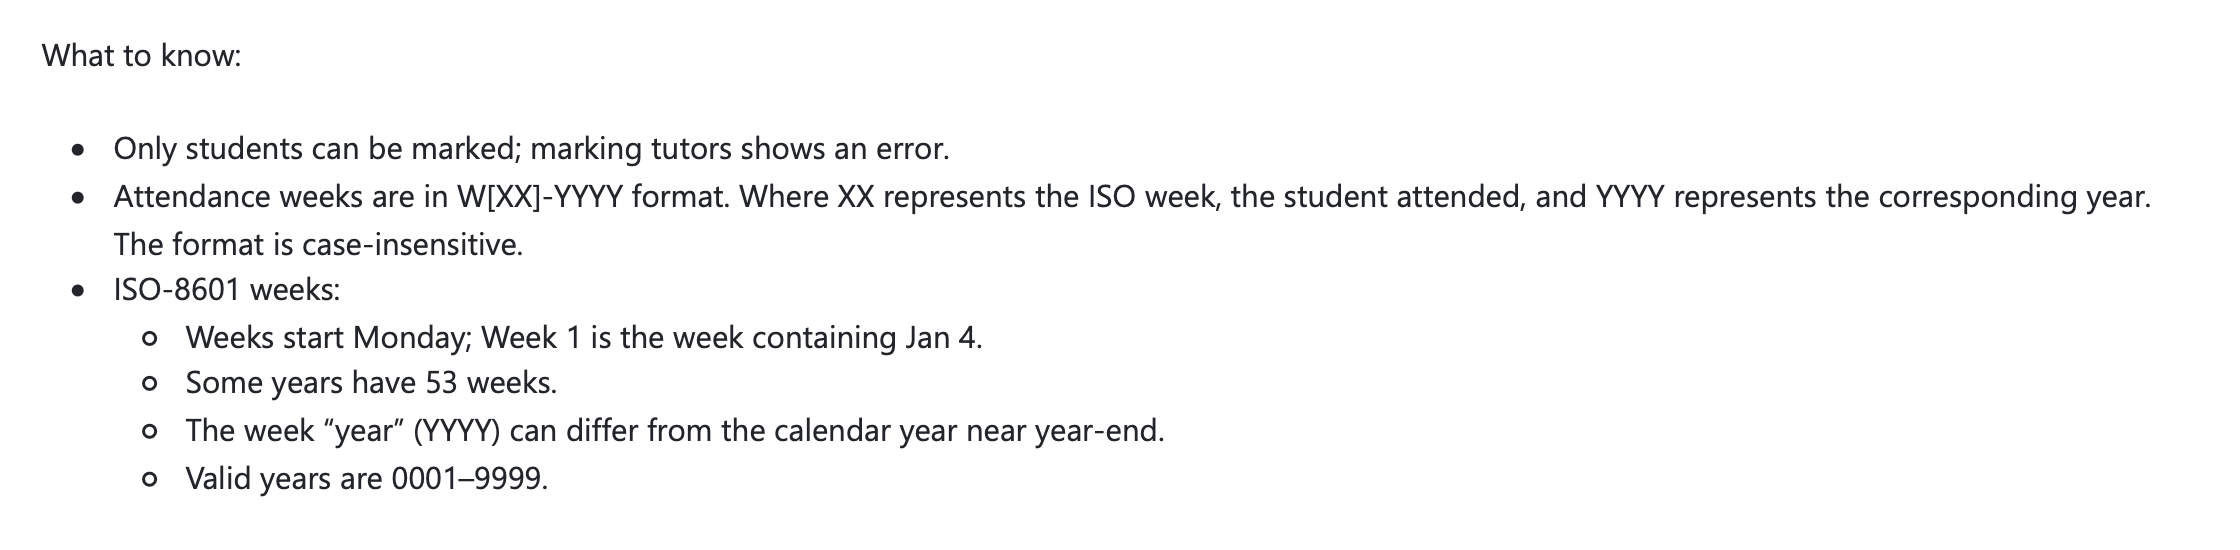 What to know:
• Only students can be marked; marking tutors shows an error.
• Attendance weeks are in W[XX]-YYYY format. Where XX represents the ISO week, the student attended, and YYYY represents the corresponding year.
The format is case-insensitive.
• ISO-8601 weeks:
◦ Weeks start Monday; Week 1 is the week containing Jan 4.
◦ Some years have 53 weeks.
◦ The week “year” (YYYY) can differ from the calendar year near year-end.
◦ Valid years are 0001–9999.